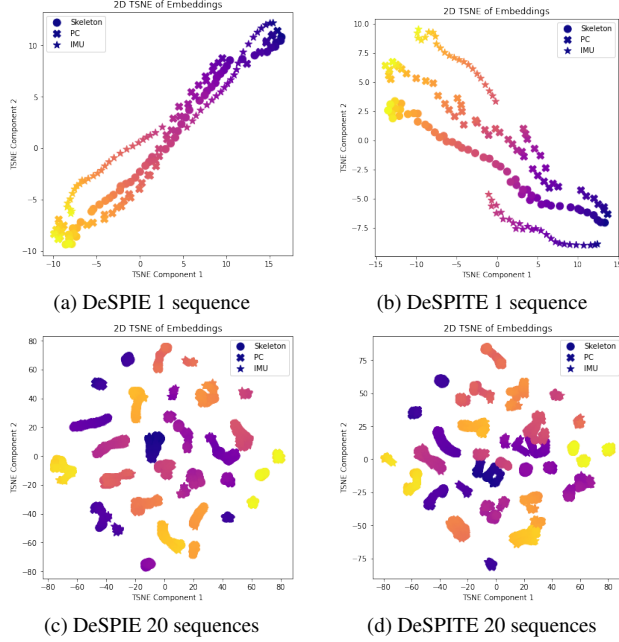 2D TSNE of Embeddings
Skeleton
PC
IMU
TSNE Component 2
10
5
0
−5
−10
−10 −5 0 5 10 15
TSNE Component 1
(a) DeSPIE 1 sequence
2D TSNE of Embeddings
Skeleton
PC
IMU
TSNE Component 2
10.0
7.5
5.0
2.5
0.0
−2.5
−5.0
−7.5
−15 −10 −5 0 5 10 15
TSNE Component 1
(b) DeSPITE 1 sequence
2D TSNE of Embeddings
Skeleton
PC
IMU
TSNE Component 2
80
60
40
20
0
−20
−40
−60
−80
−80 −60 −40 −20 0 20 40 60 80
TSNE Component 1
(c) DeSPIE 20 sequences
2D TSNE of Embeddings
Skeleton
PC
IMU
TSNE Component 2
75
50
25
0
−25
−50
−75
−80 −60 −40 −20 0 20 40 60 80
TSNE Component 1
(d) DeSPITE 20 sequences